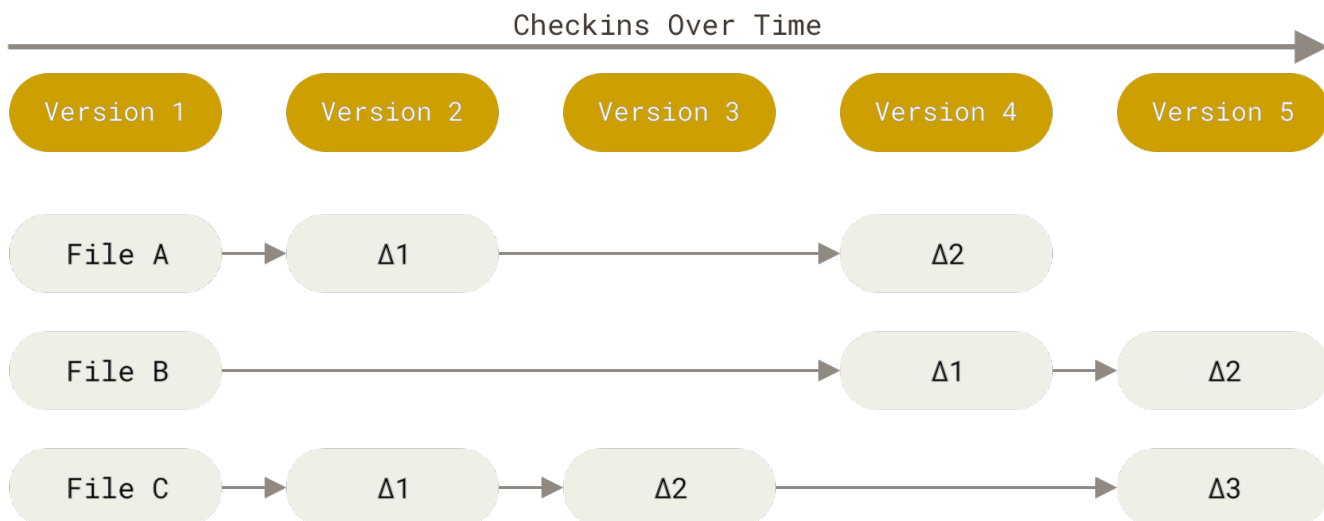 Checkins Over Time
Version 1 Version 2 Version 3 Version 4 Version 5
File A Δ1 Δ2
File B Δ1 Δ2
File C Δ1 Δ2 Δ3